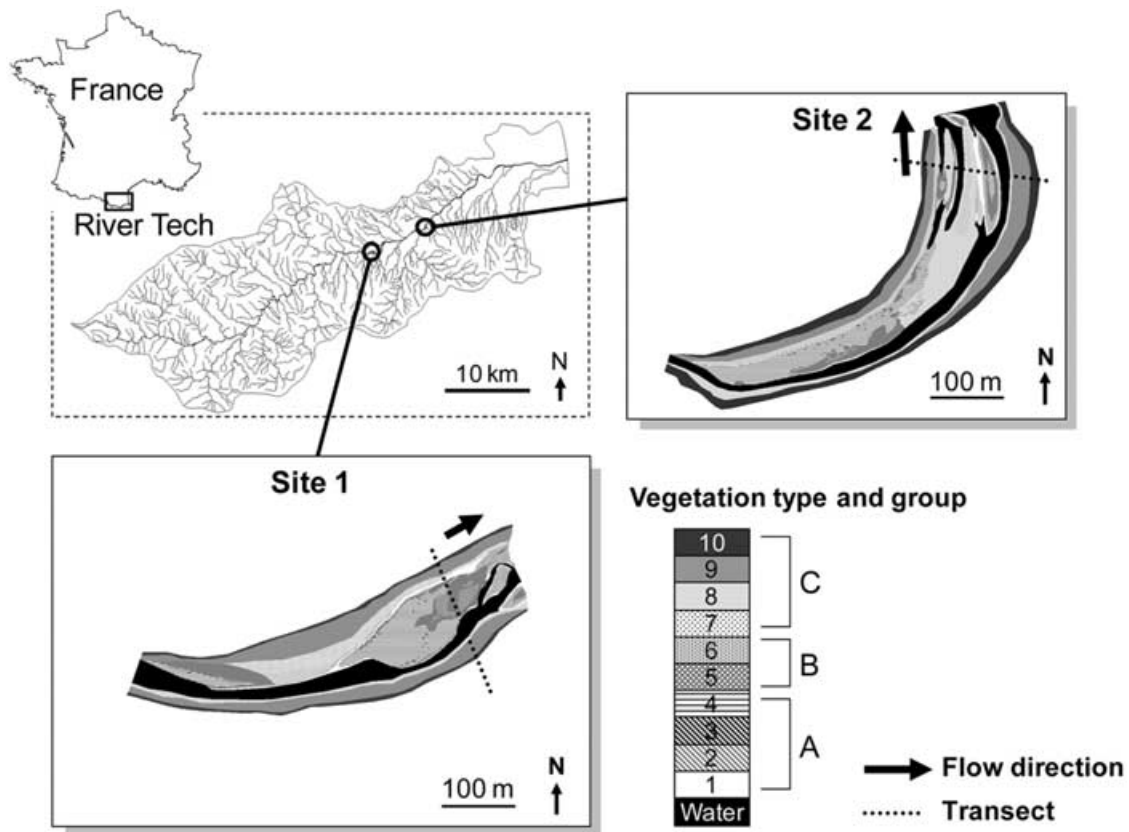 France
River Tech
10 km
N
Site 2
100 m
N
Site 1
100 m
N
Vegetation type and group
10
9
8
7
6
5
4
3
2
1
Water
C
B
A
Flow direction
Transect